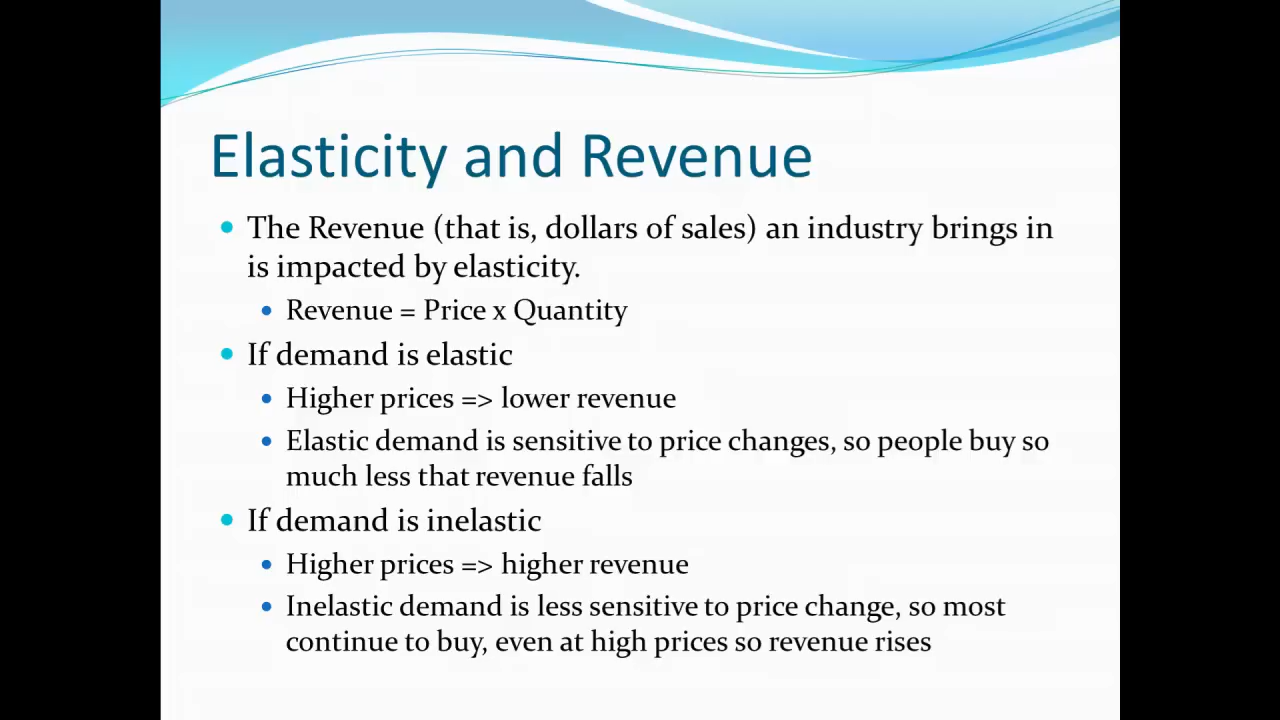 Elasticity and Revenue
• The Revenue (that is, dollars of sales) an industry brings in
is impacted by elasticity.
• Revenue = Price x Quantity
• If demand is elastic
• Higher prices => lower revenue
• Elastic demand is sensitive to price changes, so people buy so
much less that revenue falls
• If demand is inelastic
• Higher prices => higher revenue
• Inelastic demand is less sensitive to price change, so most
continue to buy, even at high prices so revenue rises